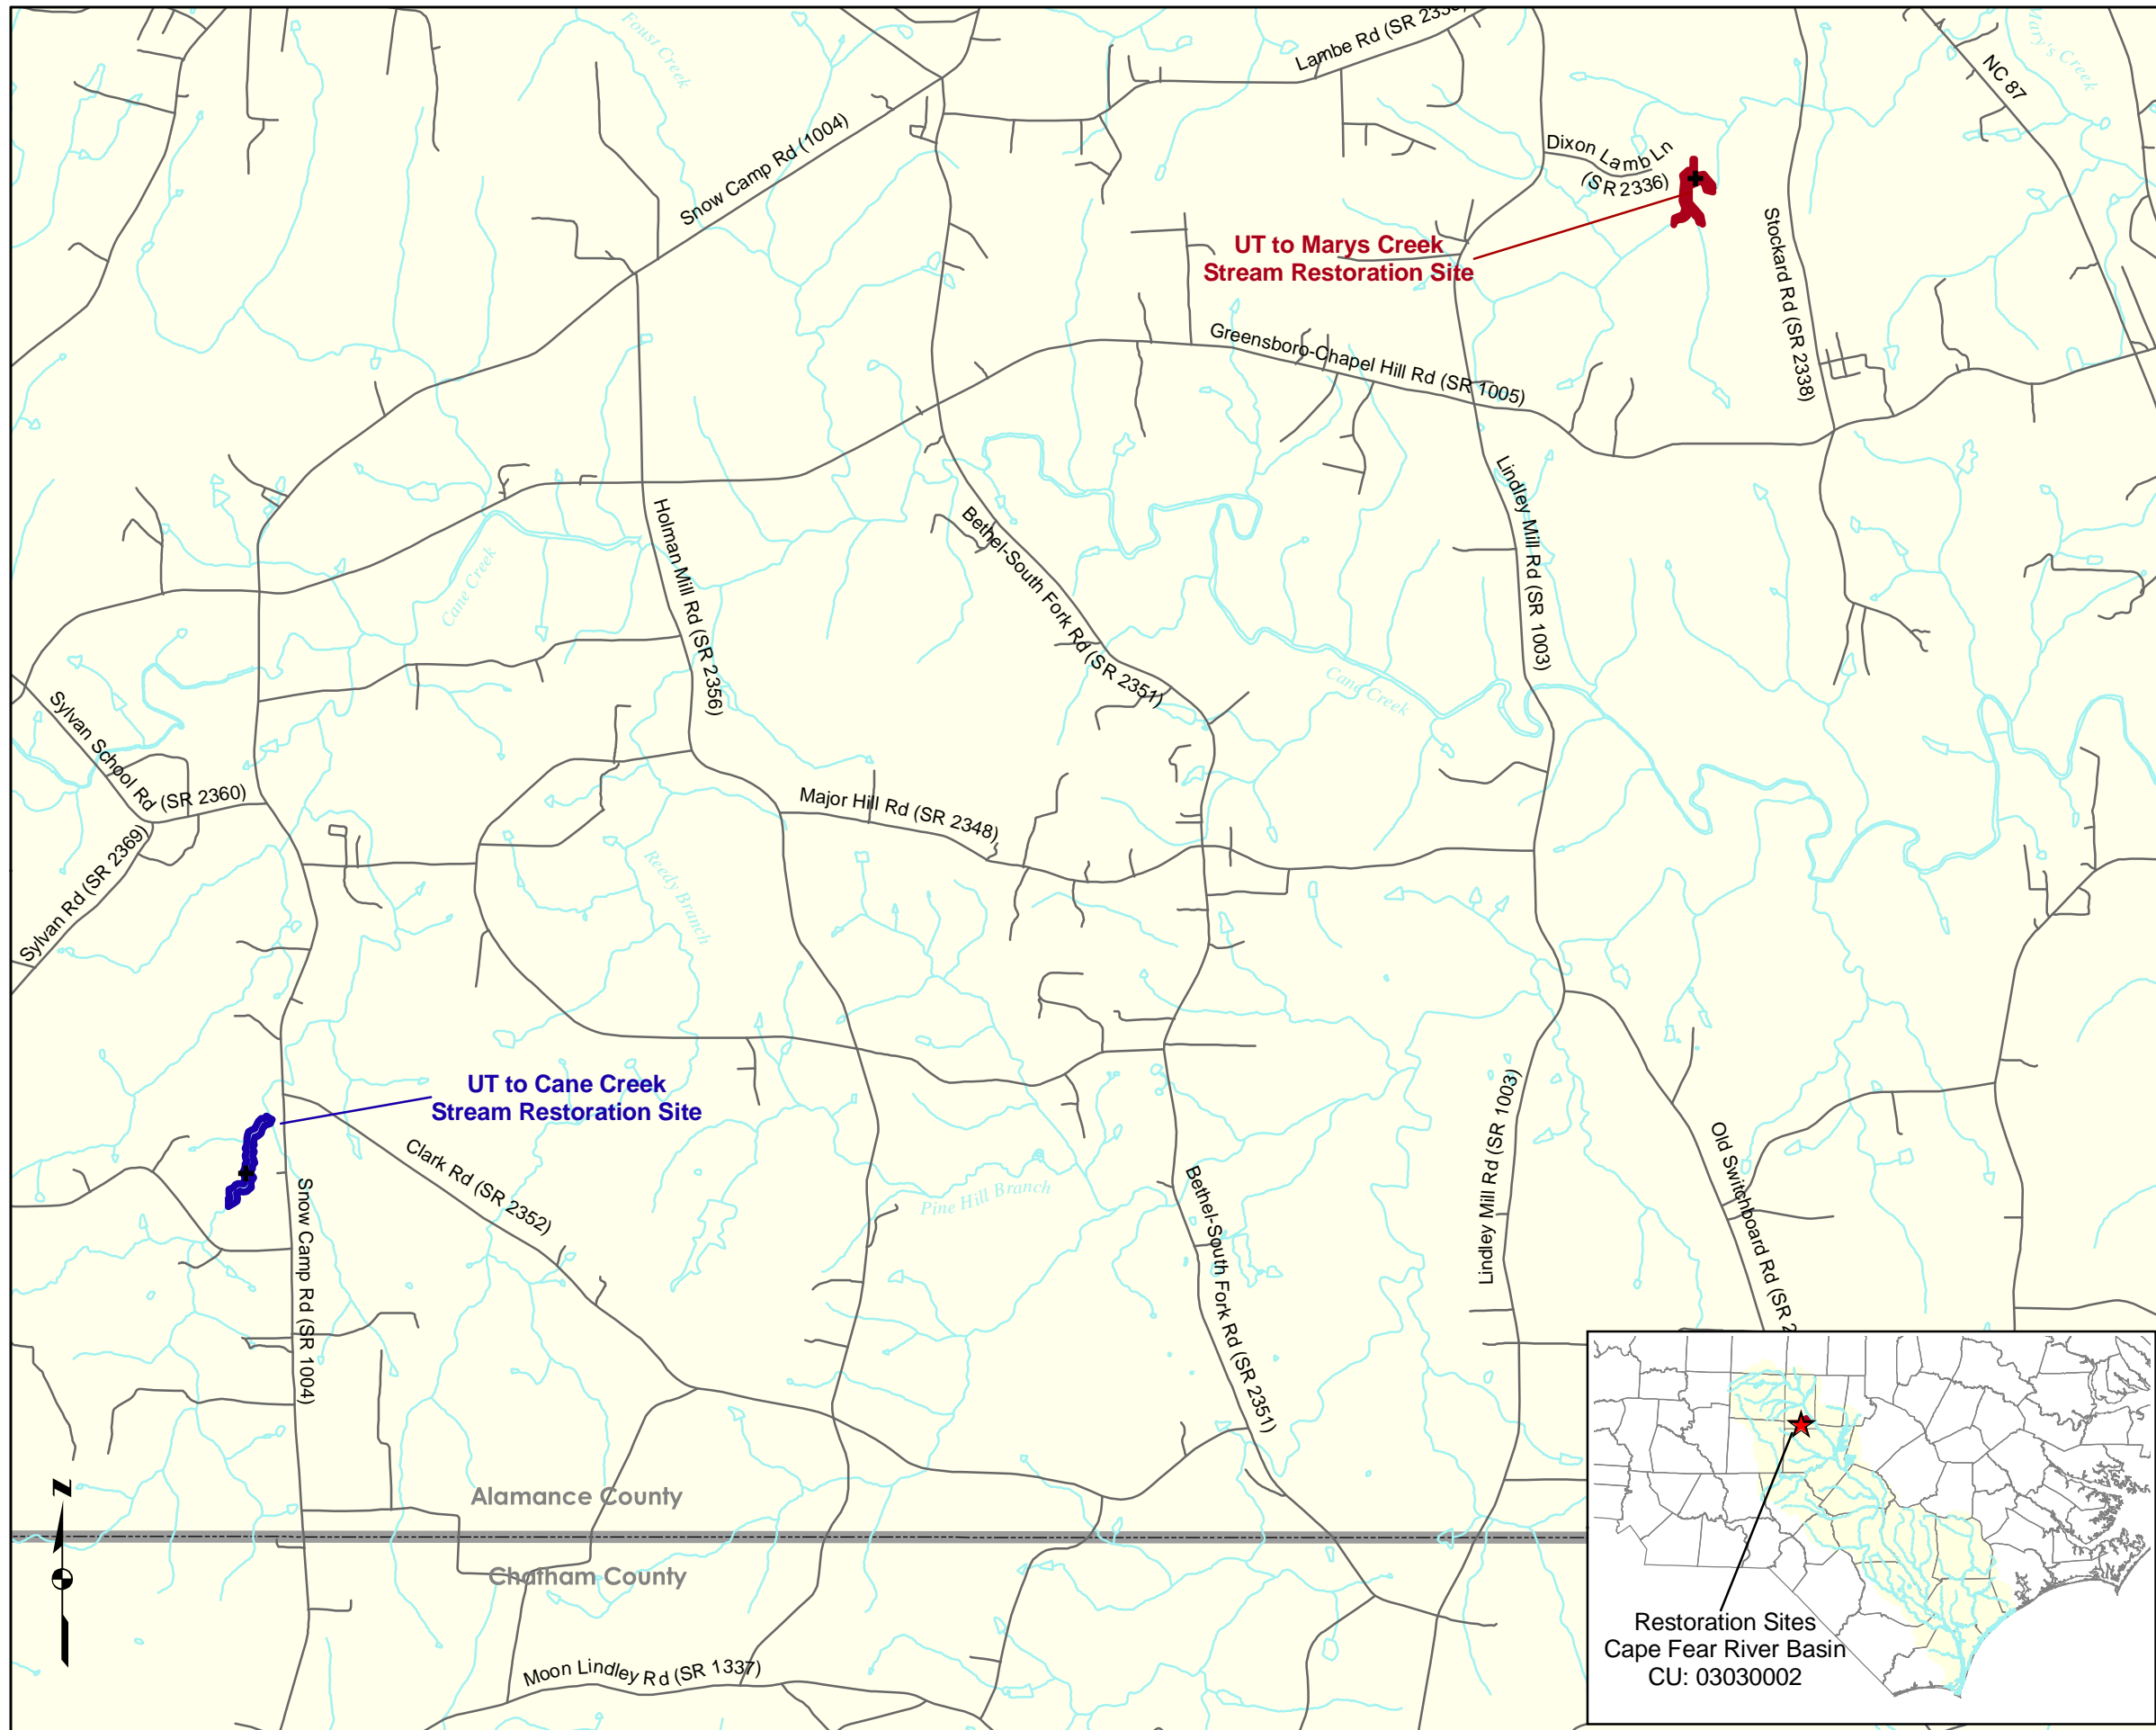 Foust Creek
Lambe Rd (SR 233
Mary's Creek
NC 87
Snow Camp Rd (1004)
Dixon Lamb Ln
(SR 2336)
UT to Marys Creek
Stream Restoration Site
Stockard Rd (SR 2338)
Greensboro-Chapel Hill Rd (SR 1005)
Lindley Mill Rd (SR 1003)
Holman Mill Rd (SR 2356)
Bethel-South Fork Rd (SR 2351)
Cane Creek
Cane Creek
Sylvan School Rd (SR 2360)
Major Hill Rd (SR 2348)
Sylvan Rd (SR 2369)
Reedy Branch
UT to Cane Creek
Stream Restoration Site
Clark Rd (SR 2352)
Lindley Mill Rd (SR 1003)
Old Switchboard Rd (SR 2
Pine Hill Branch
Bethel-South Fork Rd (SR 2351)
Snow Camp Rd (SR 1004)
N
Alamance County
Chatham County
Moon Lindley Rd (SR 1337)
Restoration Sites
Cape Fear River Basin
CU: 03030002